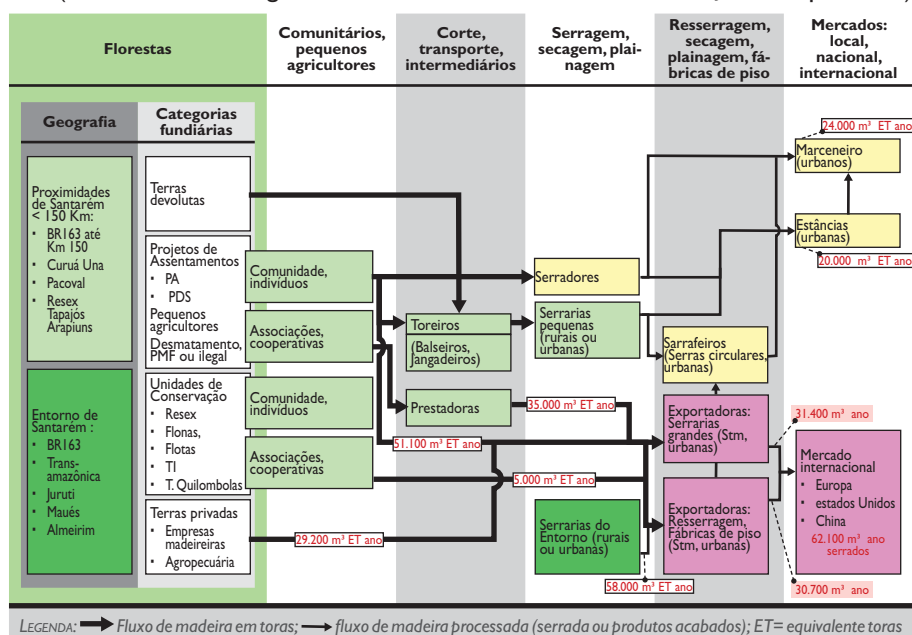 Florestas
Comunitários,
pequenos
agricultores
Corte,
transporte,
intermediários
Serragem,
secagem, plai-
nagem
Resserragem,
secagem,
plainagem, fá-
bricas de piso
Mercados:
local,
nacional,
internacional
Geografia
Categorias
fundiárias
Proximidades
de Santarém
< 150 Km:
• BR163 até
Km 150
• Curuá Una
• Pacoval
• Resex
Tapajós
Arapiuns
Entorno de
Santarém :
• BR163
• Trans-
amazônica
• Juruti
• Maués
• Almeirim
Terras
devolutas
Projetos de
Assentamentos
• PA
• PDS
Pequenos
agricultores
Desmatamento,
PMF ou ilegal
Unidades de
Conservação
• Resex
• Flonas,
• Flotas
• TI
• T. Quilombolas
Terras privadas
• Empresas
madeireiras
• Agropecuária
Comunidade,
indivíduos
Associações,
cooperativas
Comunidade,
indivíduos
Associações,
cooperativas
29.200 m³ ET ano
Toreiros
(Balseiros,
Jangadeiros)
Prestadoras
51.100 m³ ET ano
Serradores
Serrarias
pequenas
(rurais ou
urbanas)
35.000 m³ ET ano
5.000 m³ ET ano
Serrarias do
Entorno (rurais
ou urbanas)
58.000 m³ ET ano
Sarrafeiros
(Serras circulares,
urbanas)
Exportadoras:
Serrarias
grandes (Stm,
urbanas)
Exportadoras:
Resserragem,
Fábricas de piso
(Stm, urbanas)
24.000 m³ ET ano
Marceneiro
(urbanos)
Estâncias
(urbanas)
20.000 m³ ET ano
31.400 m³ ano
Mercado
internacional
• Europa
• estados Unidos
• China
62.100 m³ ano
serrados
30.700 m³ ano
LEGENDA: Fluxo de madeira em toras; fluxo de madeira processada (serrada ou produtos acabados); ET= equivalente toras